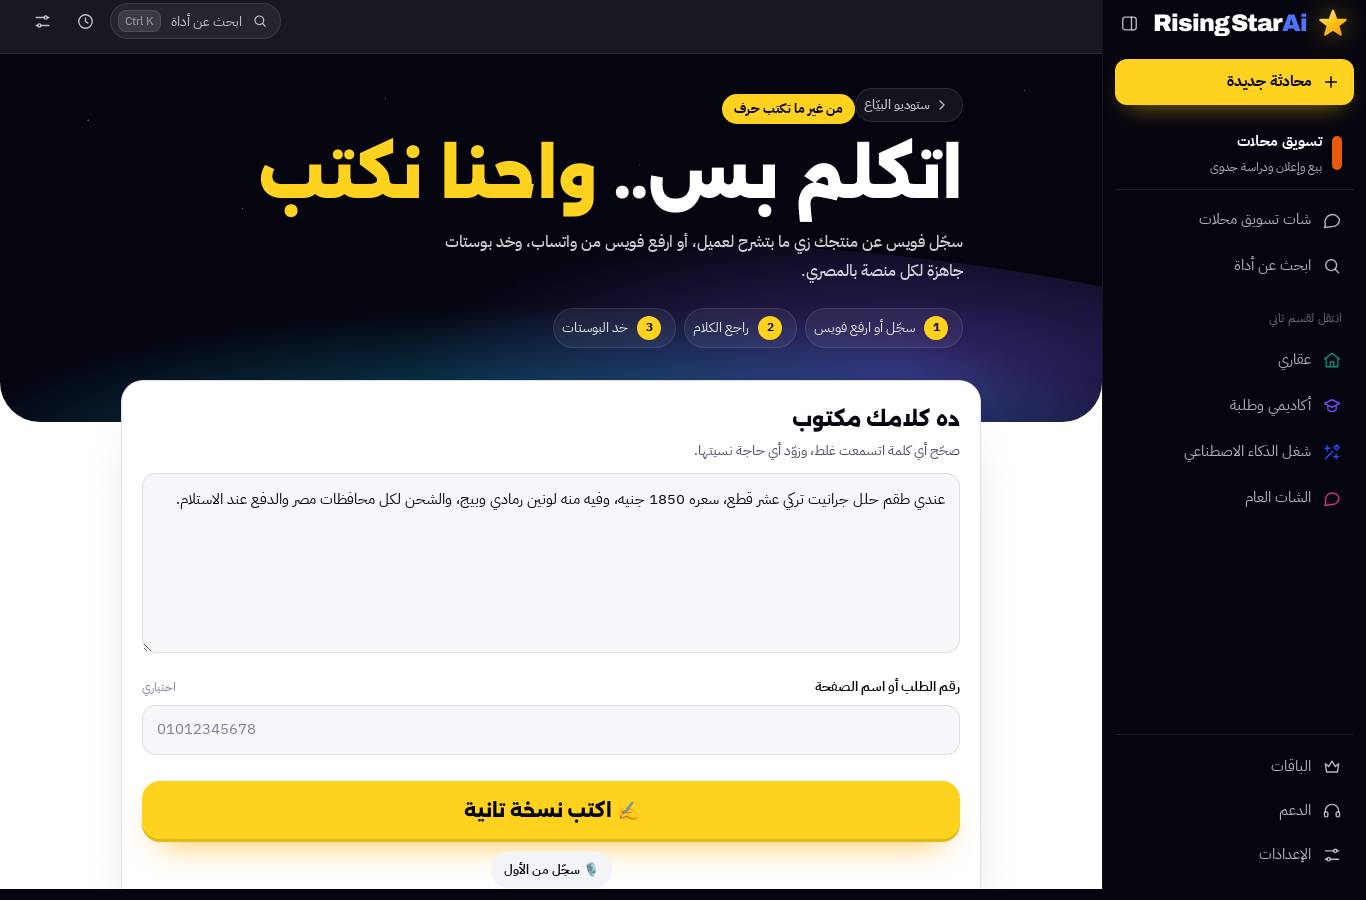 RisingStarAi
محادثة جديدة
تسويق محلات
بيع وإعلان ودراسة جدوى
شات تسويق محلات
ابحث عن أداة
انتقل لقسم تاني
عقاري
أكاديمي وطلبة
شغل الذكاء الاصطناعي
الشات العام
الباقات
الدعم
الإعدادات
ابحث عن أداة Ctrl K
ستوديو البيّاع
من غير ما تكتب حرف
اتكلم بس.. واحنا نكتب
سجّل فويس عن منتجك زي ما بتشرح لعميل، أو ارفع فويس من واتساب، وخد بوستات
جاهزة لكل منصة بالمصري.
1 سجّل أو ارفع فويس
2 راجع الكلام
3 خد البوستات
ده كلامك مكتوب
صحّح أي كلمة اتسمعت غلط، وزوّد أي حاجة نسيتها.
عندي طقم حلل جرانيت تركي عشر قطع، سعره 1850 جنيه، وفيه منه لونين رمادي وبيج، والشحن لكل محافظات مصر والدفع عند الاستلام.
رقم الطلب أو اسم الصفحة
اختياري
01012345678
✍️ اكتب نسخة تانية
🎙️ سجّل من الأول